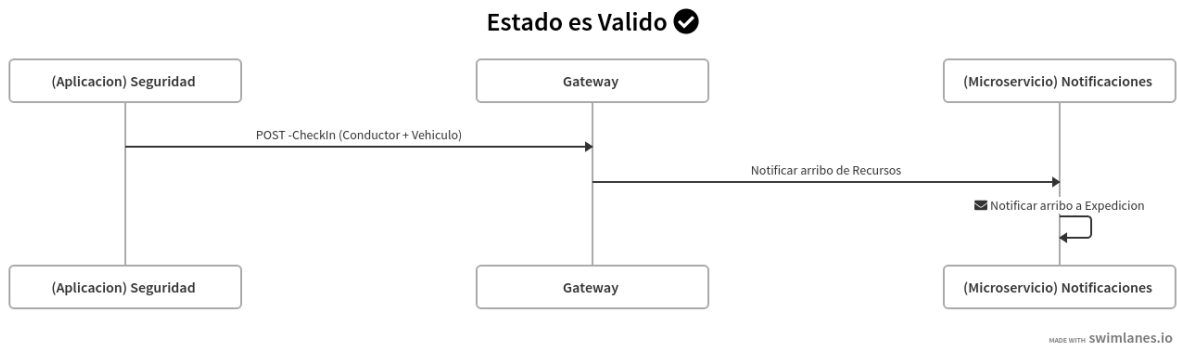 Estado es Valido
(Aplicacion) Seguridad
Gateway
(Microservicio) Notificaciones
POST -CheckIn (Conductor + Vehiculo)
Notificar arribo de Recursos
Notificar arribo a Expedicion
(Aplicacion) Seguridad
Gateway
(Microservicio) Notificaciones
MADE WITH swimlanes.io